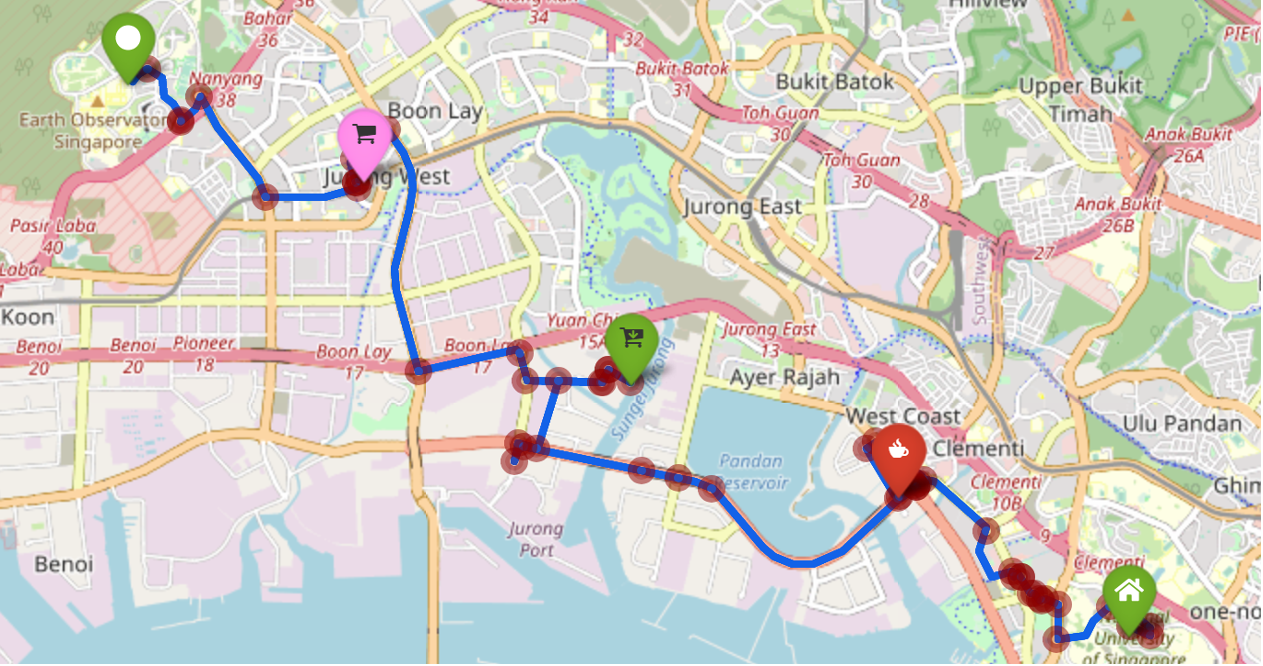 36
Bahar
36
34
32
Hillview
PIE (
Bukit Batok
31
Bukit Batok
Upper Bukit
Timah
Nanyang
38
Boon Lay
Toh Guan
30
Earth Observator
Singapore
Anak Bukit
26A
Toh Guan
30
Jurong West
28
Jurong East
Anak Bukit
26B
Pasir Laba
40
27
Laba
Southwest
Koon
Benoi
20
Benoi
20
Pioneer
18
Boon Lay
17
Boon Lay
17
Yuan Chi
15A
Jurong East
13
Sungei Jurong
Ayer Rajah
West Coast
Clementi
Ulu Pandan
Pandan
Reservoir
Clementi
10B
Ghim
Jurong
Port
9
Benoi
Clementi
one-no
University
of Singapore